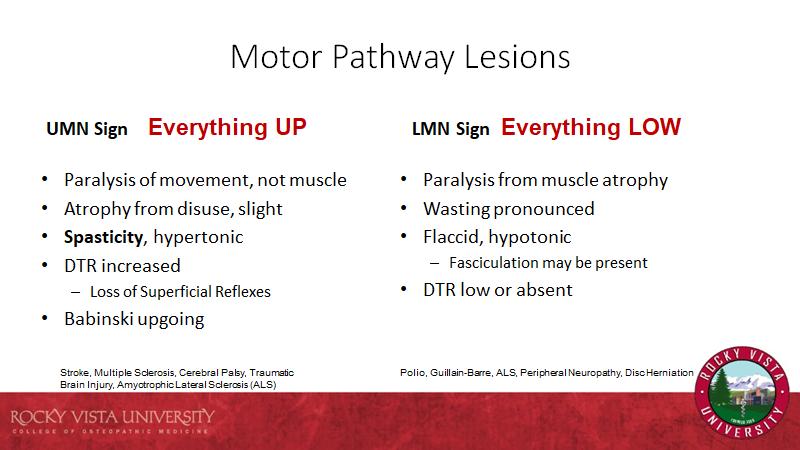 Motor Pathway Lesions
UMN Sign Everything UP
• Paralysis of movement, not muscle
• Atrophy from disuse, slight
• Spasticity, hypertonic
• DTR increased
– Loss of Superficial Reflexes
• Babinski upgoing
Stroke, Multiple Sclerosis, Cerebral Palsy, Traumatic
Brain Injury, Amyotrophic Lateral Sclerosis (ALS)
LMN Sign Everything LOW
• Paralysis from muscle atrophy
• Wasting pronounced
• Flaccid, hypotonic
– Fasciculation may be present
• DTR low or absent
Polio, Guillain-Barre, ALS, Peripheral Neuropathy, Disc Herniation
ROCKY VISTA UNIVERSITY
COLLEGE OF OSTEOPATHIC MEDICINE
ROCKY VISTA
UNIVERSITY